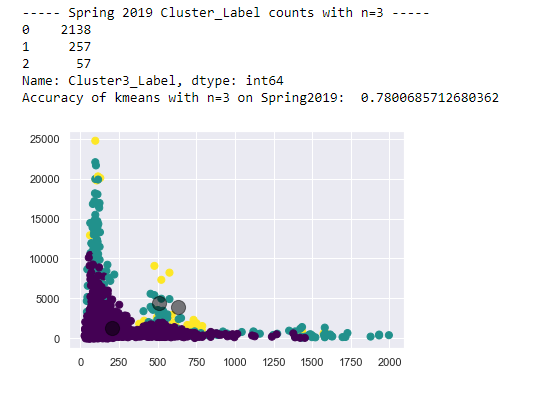 ----- Spring 2019 Cluster_Label counts with n=3 -----
0 2138
1 257
2 57
Name: Cluster3_Label, dtype: int64
Accuracy of kmeans with n=3 on Spring2019: 0.7800685712680362
25000
20000
15000
10000
5000
0
0 250 500 750 1000 1250 1500 1750 2000